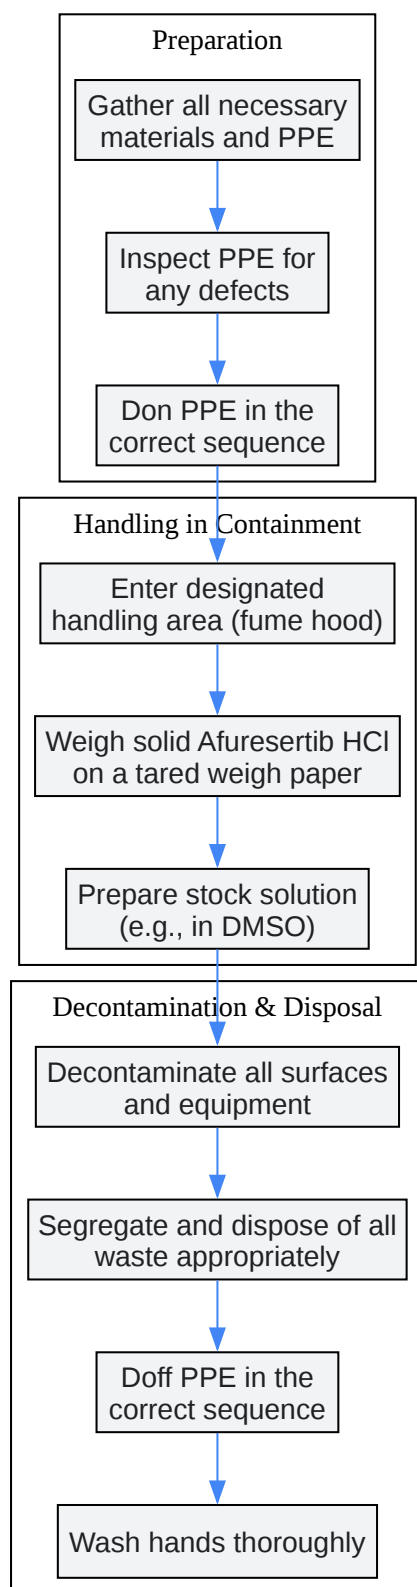 Preparation
Gather all necessary
materials and PPE
Inspect PPE for
any defects
Don PPE in the
correct sequence
Handling in Containment
Enter designated
handling area (fume hood)
Weigh solid Afuresertib HCl
on a tared weigh paper
Prepare stock solution
(e.g., in DMSO)
Decontamination & Disposal
Decontaminate all surfaces
and equipment
Segregate and dispose of all
waste appropriately
Doff PPE in the
correct sequence
Wash hands thoroughly